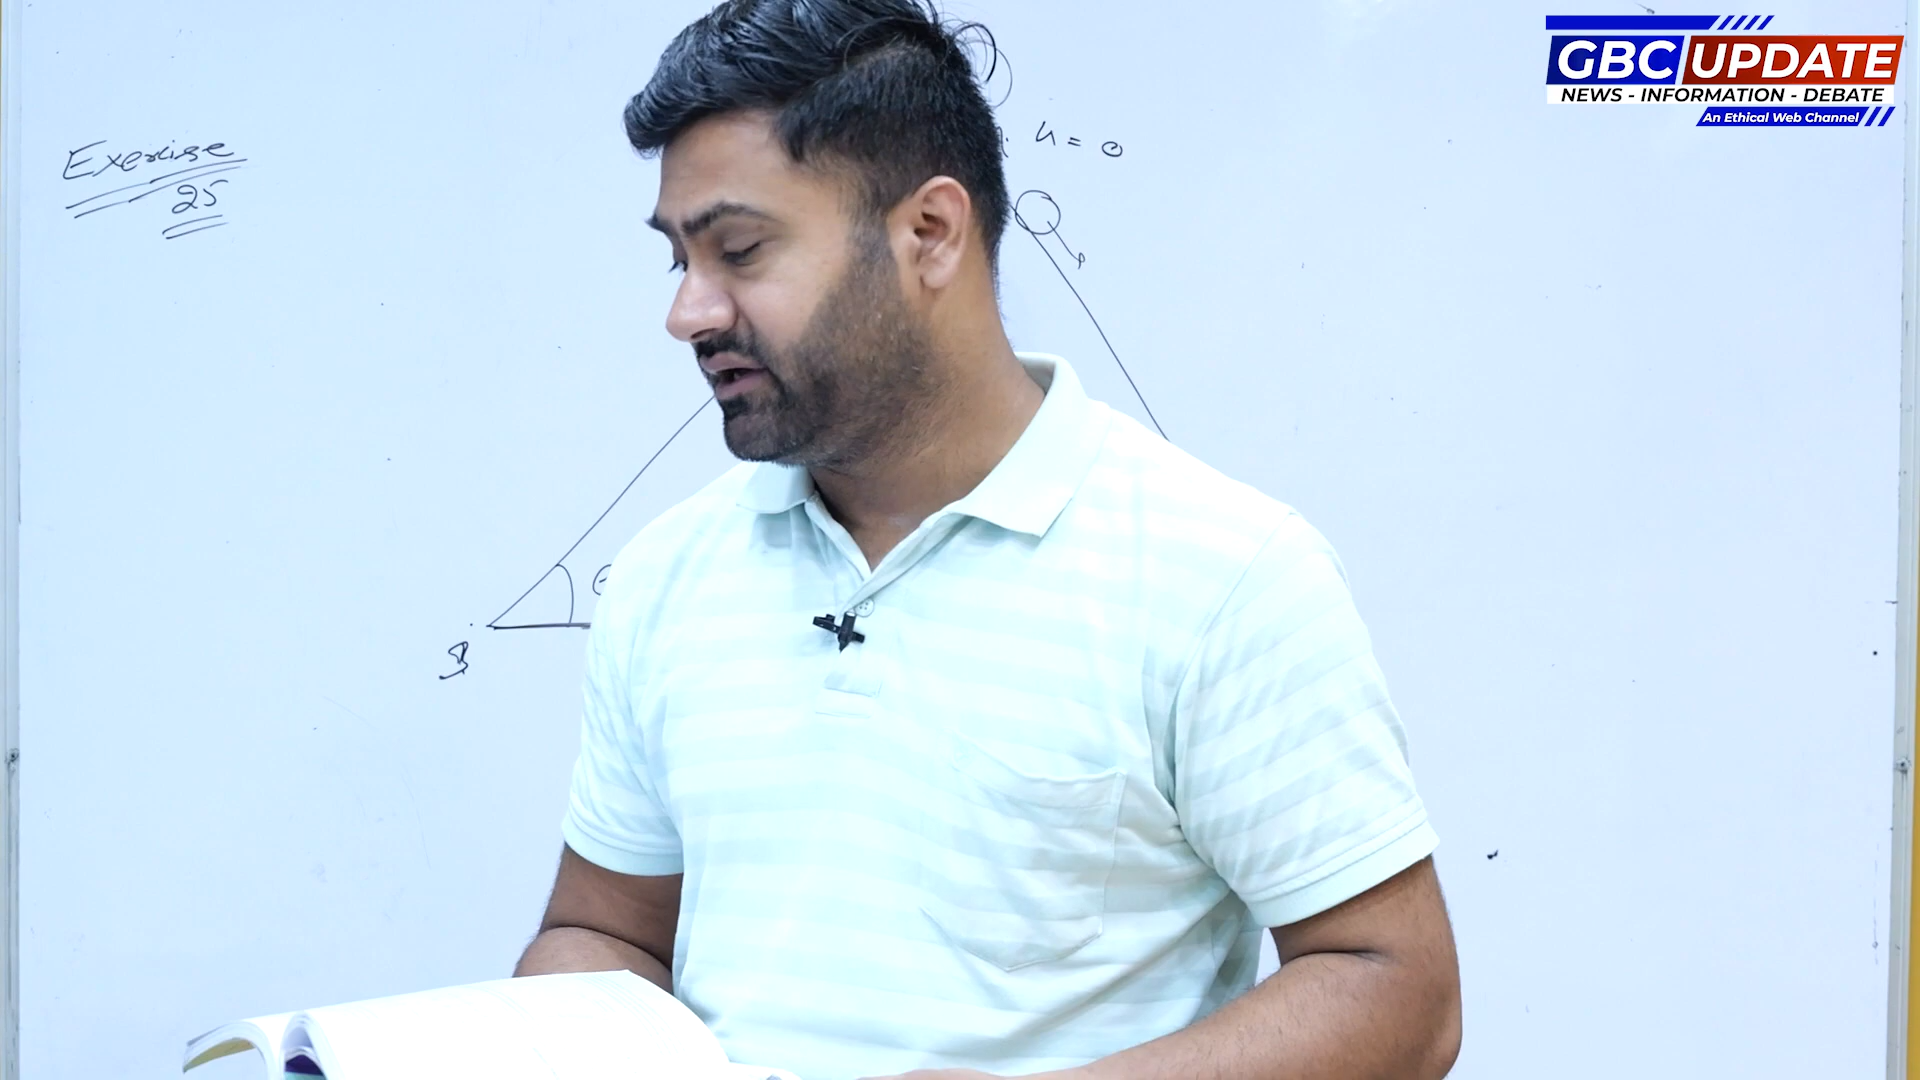 Exercise
25
u = 0
B
GBC UPDATE
NEWS - INFORMATION - DEBATE
An Ethical Web Channel